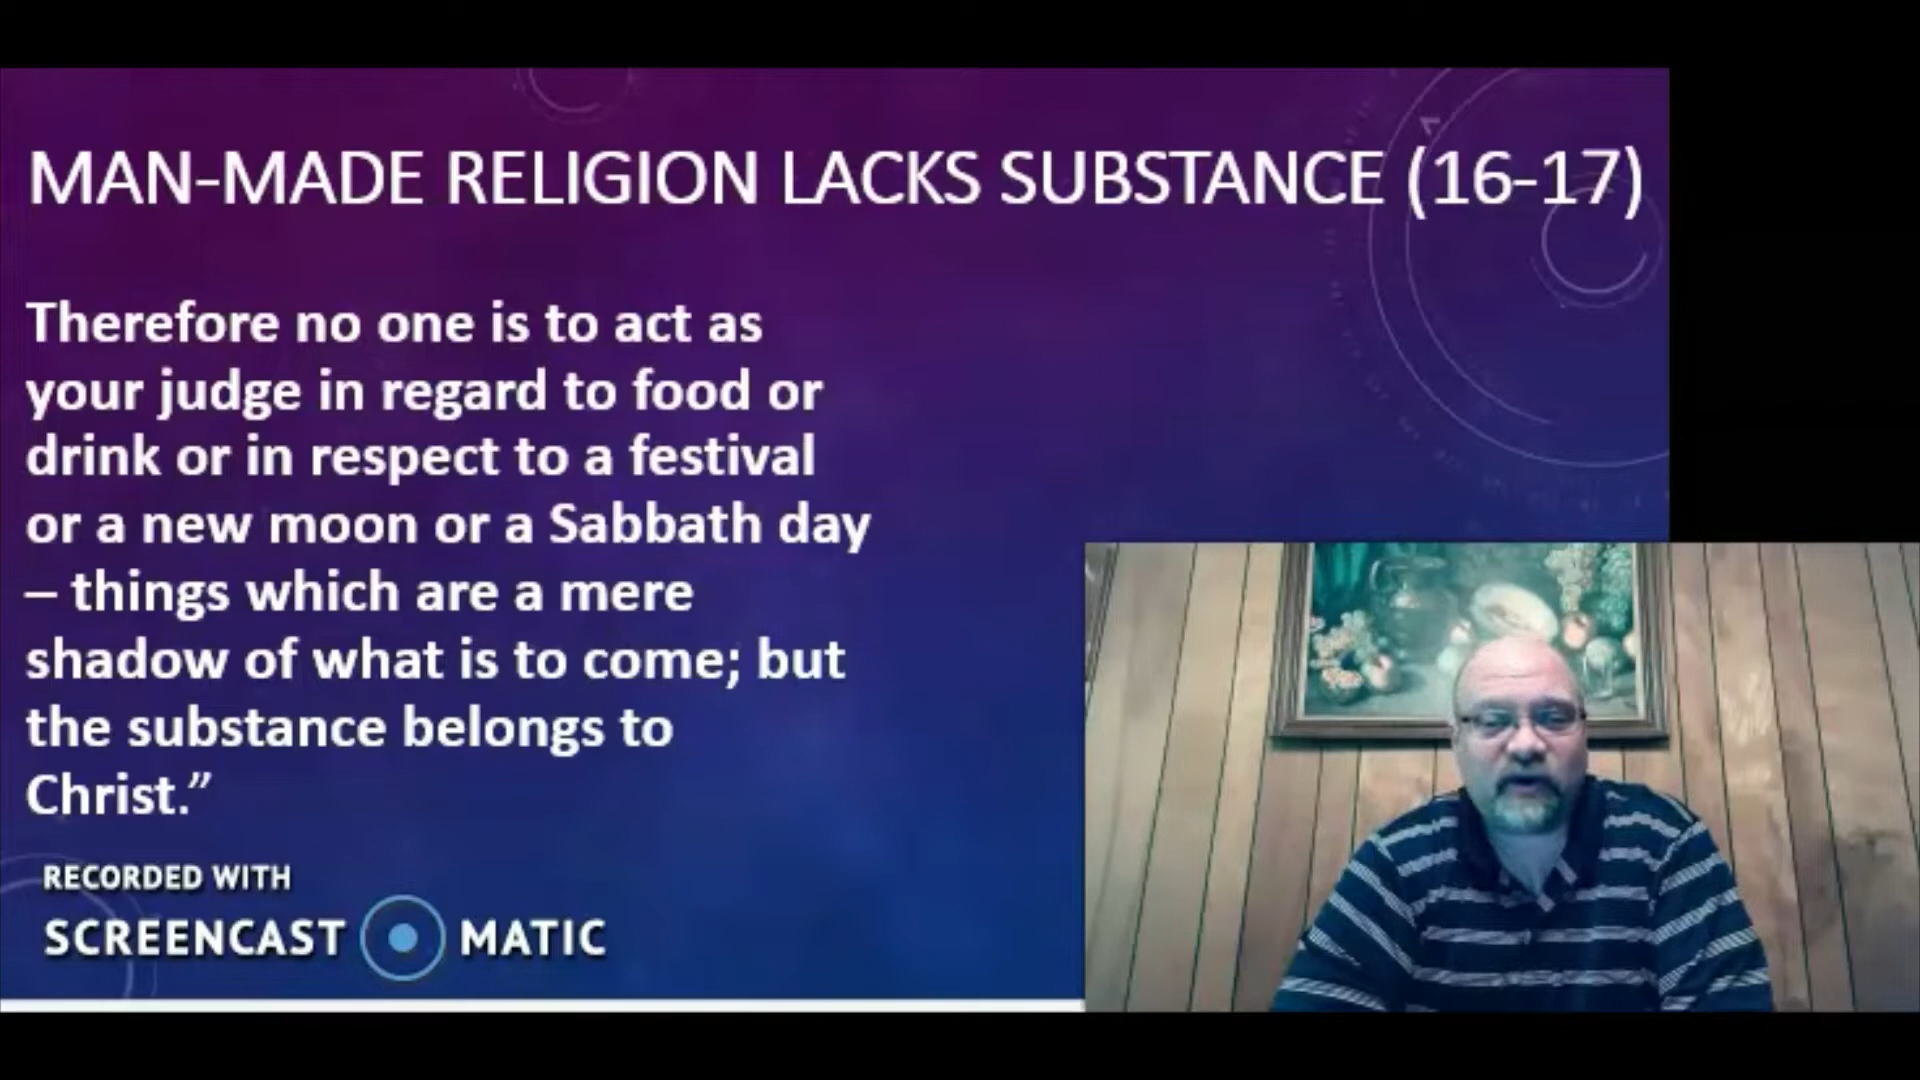 MAN-MADE RELIGION LACKS SUBSTANCE (16-17)
Therefore no one is to act as
your judge in regard to food or
drink or in respect to a festival
or a new moon or a Sabbath day
– things which are a mere
shadow of what is to come; but
the substance belongs to
Christ.”
RECORDED WITH
SCREENCAST MATIC